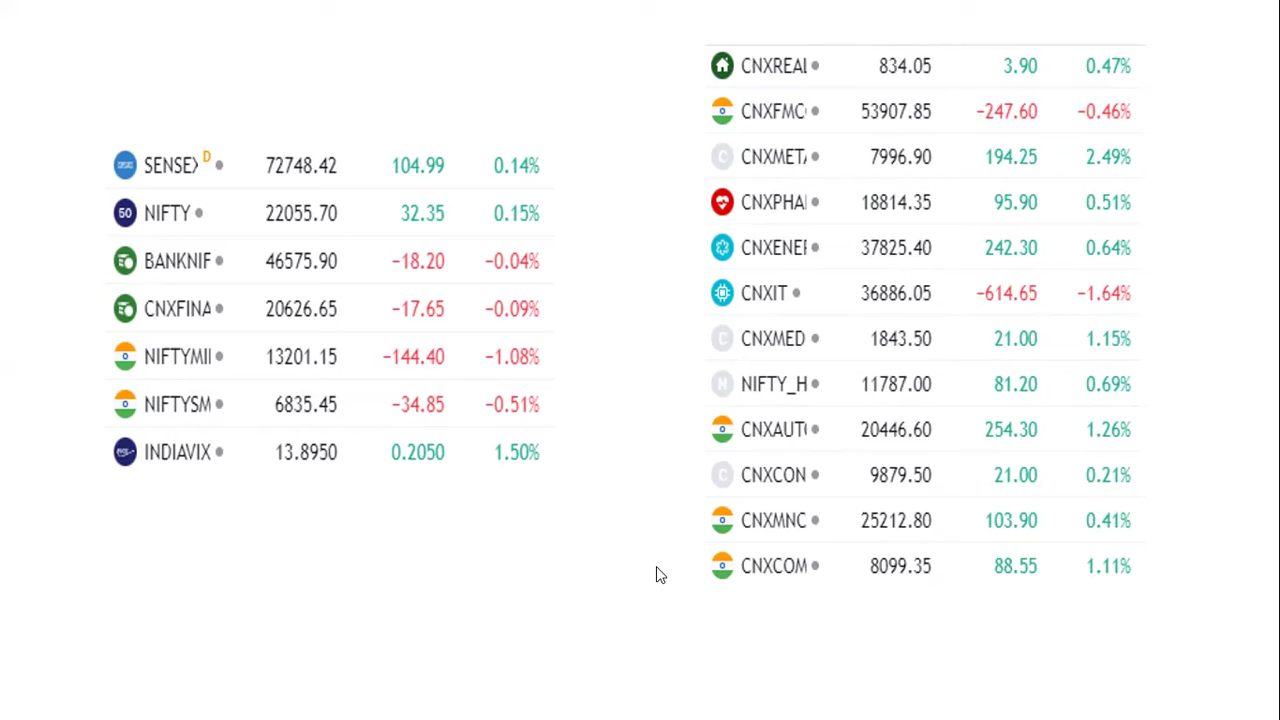 SENSEX D 72748.42 104.99 0.14%
50 NIFTY 22055.70 32.35 0.15%
BANKNIF 46575.90 −18.20 −0.04%
CNXFINA 20626.65 −17.65 −0.09%
NIFTYMI 13201.15 −144.40 −1.08%
NIFTYSM 6835.45 −34.85 −0.51%
INDIAVIX 13.8950 0.2050 1.50%
CNXREAL 834.05 3.90 0.47%
CNXFMC 53907.85 −247.60 −0.46%
C CNXMET 7996.90 194.25 2.49%
CNXPHA 18814.35 95.90 0.51%
CNXENE 37825.40 242.30 0.64%
CNXIT 36886.05 −614.65 −1.64%
C CNXMED 1843.50 21.00 1.15%
N NIFTY_H 11787.00 81.20 0.69%
CNXAUT 20446.60 254.30 1.26%
C CNXCON 9879.50 21.00 0.21%
CNXMNC 25212.80 103.90 0.41%
CNXCOM 8099.35 88.55 1.11%